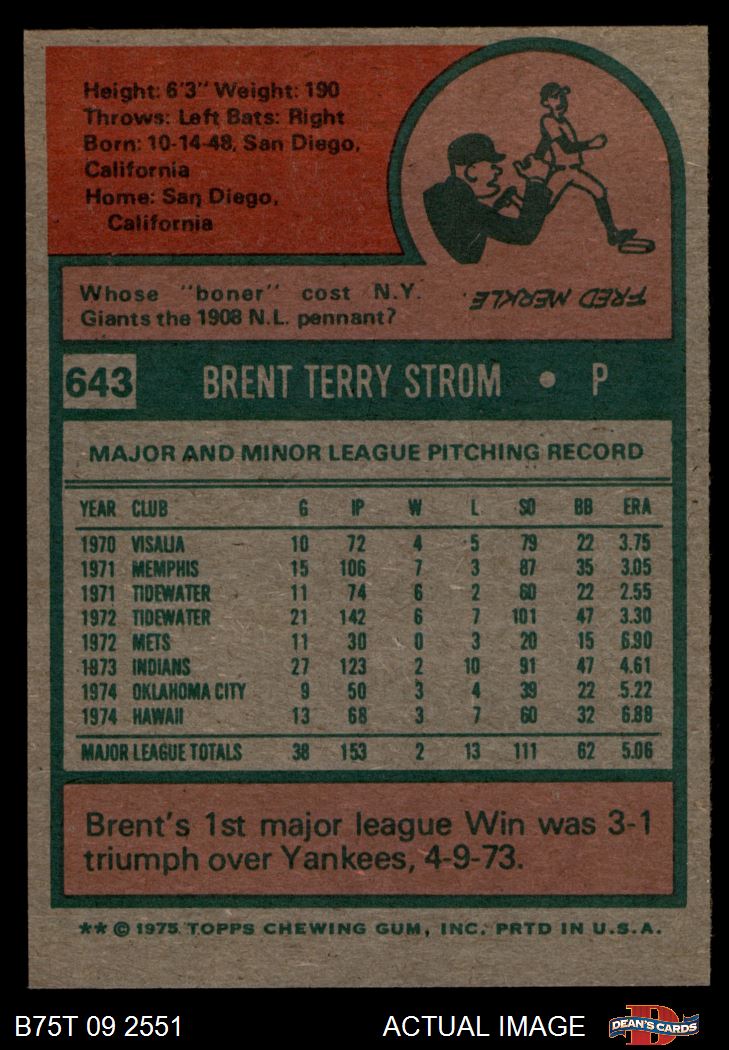 Height: 6'3" Weight: 190
Throws: Left Bats: Right
Born: 10-14-48, San Diego,
California
Home: San Diego,
California
Whose "boner" cost N.Y.
Giants the 1908 N.L. pennant?
FRED MERKLE.
643 BRENT TERRY STROM • P
MAJOR AND MINOR LEAGUE PITCHING RECORD
YEAR CLUB G IP W L SO BB ERA
1970 VISALIA 10 72 4 5 79 22 3.75
1971 MEMPHIS 15 106 7 3 87 35 3.05
1971 TIDEWATER 11 74 6 2 60 22 2.55
1972 TIDEWATER 21 142 6 7 101 47 3.30
1972 METS 11 30 0 3 20 15 6.90
1973 INDIANS 27 123 2 10 91 47 4.61
1974 OKLAHOMA CITY 9 50 3 4 39 22 5.22
1974 HAWAII 13 68 3 7 60 32 6.88
MAJOR LEAGUE TOTALS 38 153 2 13 111 62 5.06
Brent's 1st major league Win was 3-1
triumph over Yankees, 4-9-73.
** © 1975 TOPPS CHEWING GUM, INC. PRTD IN U.S.A.
B75T 09 2551 ACTUAL IMAGE D DEAN'S CARDS